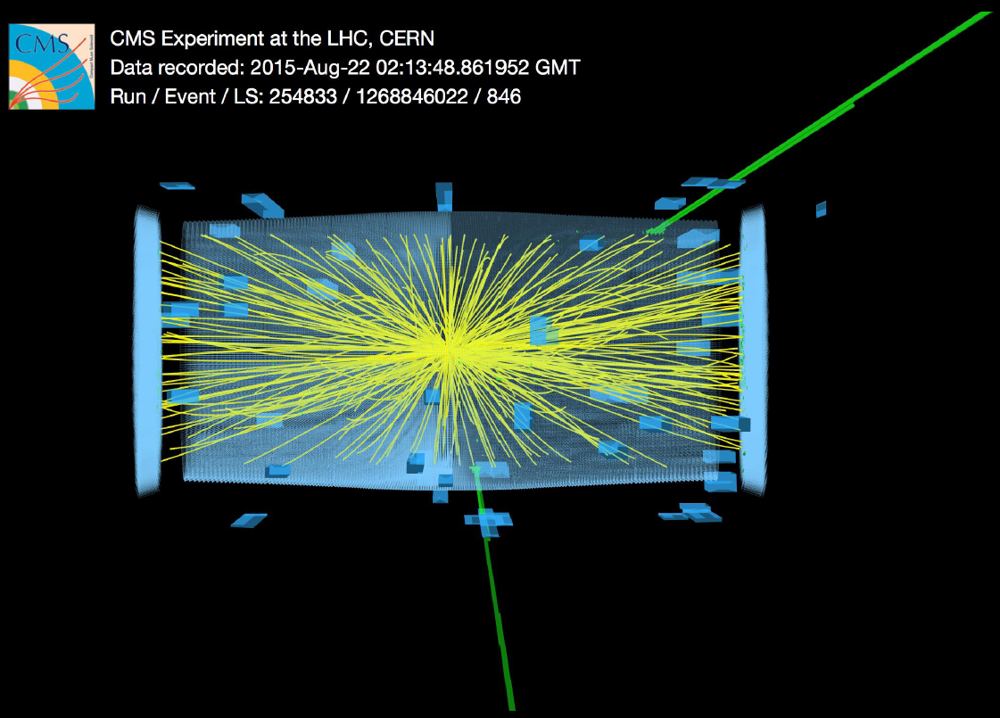 CMS
CMS Experiment at the LHC, CERN
Data recorded: 2015-Aug-22 02:13:48.861952 GMT
Run / Event / LS: 254833 / 1268846022 / 846